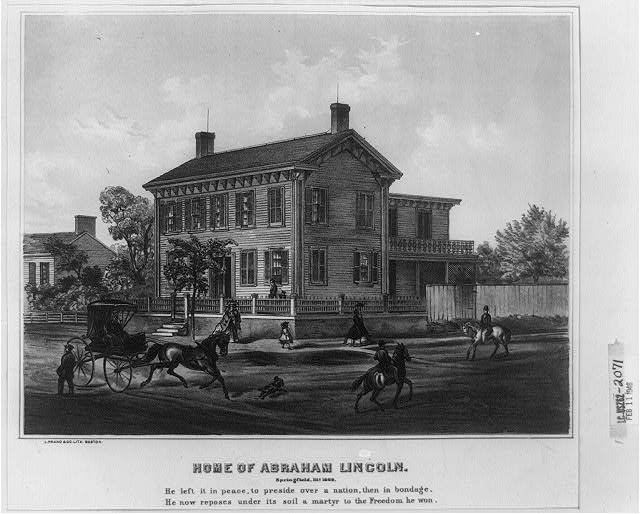 L. PRANG & CO. LITH. BOSTON.
HOME OF ABRAHAM LINCOLN.
He left it in peace, to preside over a nation, then in bondage.
He now reposes under its soil a martyr to the Freedom he won.
FEB 11 1948